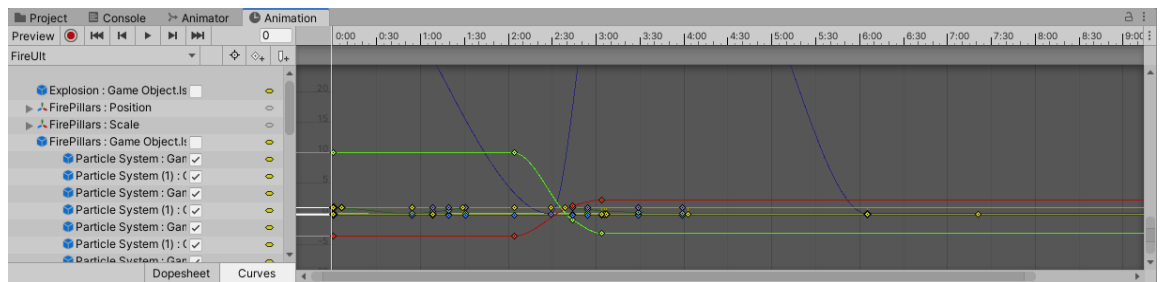 Project Console Animator Animation
Preview 0 0:00 0:30 1:00 1:30 2:00 2:30 3:00 3:30 4:00 4:30 5:00 5:30 6:00 6:30 7:00 7:30 8:00 8:30 9:00
FireUlt
Explosion : Game Object.Is
20
FirePillars : Position
FirePillars : Scale
15
FirePillars : Game Object.Is
10
Particle System : Gan
Particle System (1) : (
5
Particle System : Gan
Particle System (1) : (
Particle System : Gan
Particle System (1) : (
-5
Particle System : Gan
Dopesheet Curves